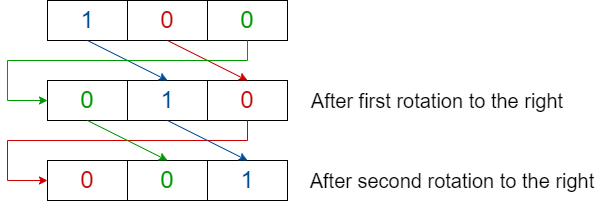 1 0 0
0 1 0 After first rotation to the right
0 0 1 After second rotation to the right